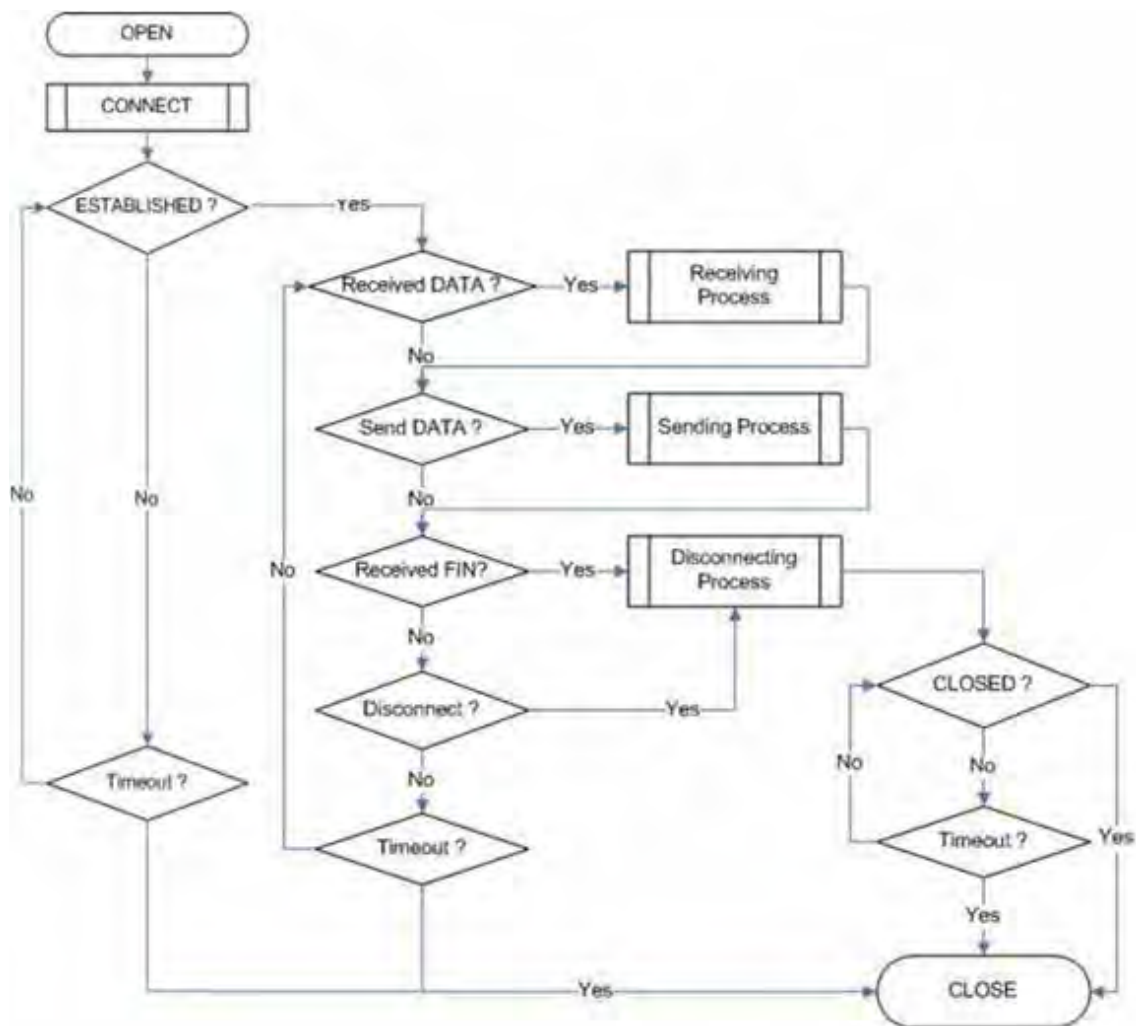 OPEN
CONNECT
ESTABLISHED ?
Yes
Received DATA ?
Yes
Receiving
Process
No
Send DATA ?
Yes
Sending Process
No
No
No
Received FIN?
Yes
Disconnecting
Process
No
No
CLOSED ?
Disconnect ?
Yes
No
No
No
Timeout ?
Timeout ?
Timeout ?
Yes
Yes
Yes
CLOSE